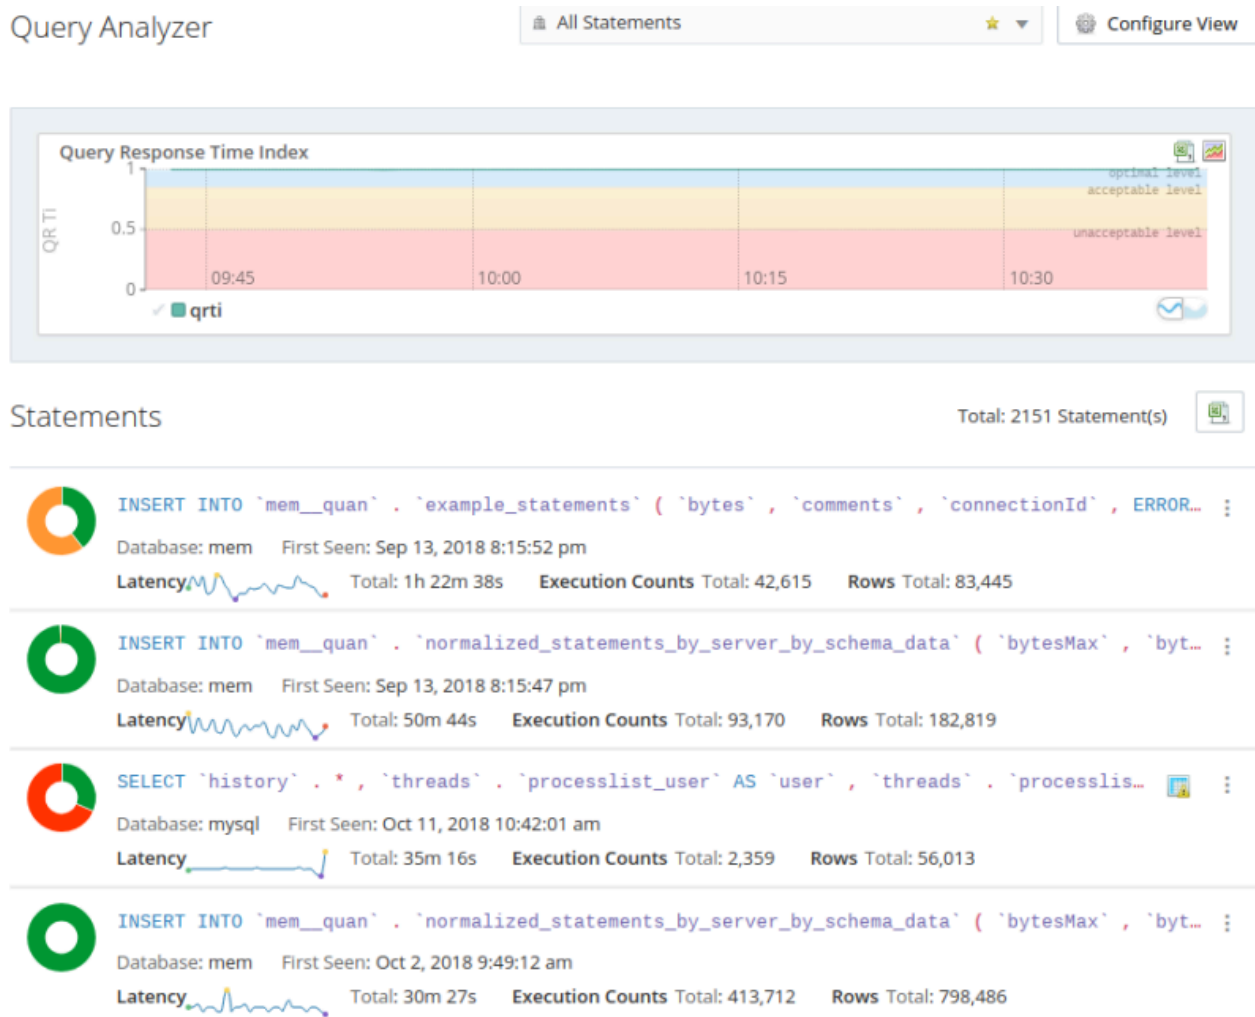 Query Analyzer
All Statements
Configure View
Query Response Time Index
1
optimal level
acceptable level
QR Ti
0.5
unacceptable level
09:45 10:00 10:15 10:30
0
qrti
Statements
Total: 2151 Statement(s)
INSERT INTO `mem__quan` . `example_statements` ( `bytes` , `comments` , `connectionId` , ERROR…
Database: mem First Seen: Sep 13, 2018 8:15:52 pm
Latency Total: 1h 22m 38s Execution Counts Total: 42,615 Rows Total: 83,445
INSERT INTO `mem__quan` . `normalized_statements_by_server_by_schema_data` ( `bytesMax` , `byt…
Database: mem First Seen: Sep 13, 2018 8:15:47 pm
Latency Total: 50m 44s Execution Counts Total: 93,170 Rows Total: 182,819
SELECT `history` . * , `threads` . `processlist_user` AS `user` , `threads` . `processlis…
Database: mysql First Seen: Oct 11, 2018 10:42:01 am
Latency Total: 35m 16s Execution Counts Total: 2,359 Rows Total: 56,013
INSERT INTO `mem__quan` . `normalized_statements_by_server_by_schema_data` ( `bytesMax` , `byt…
Database: mem First Seen: Oct 2, 2018 9:49:12 am
Latency Total: 30m 27s Execution Counts Total: 413,712 Rows Total: 798,486